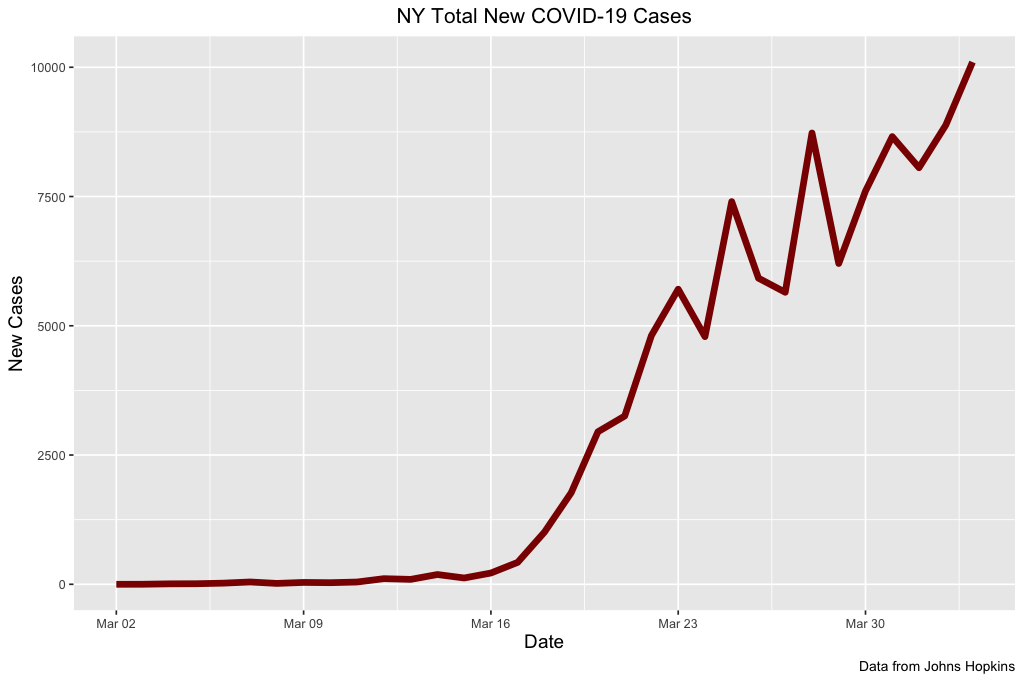 NY Total New COVID-19 Cases
10000
7500
5000
2500
0
New Cases
Mar 02 Mar 09 Mar 16 Mar 23 Mar 30
Date
Data from Johns Hopkins